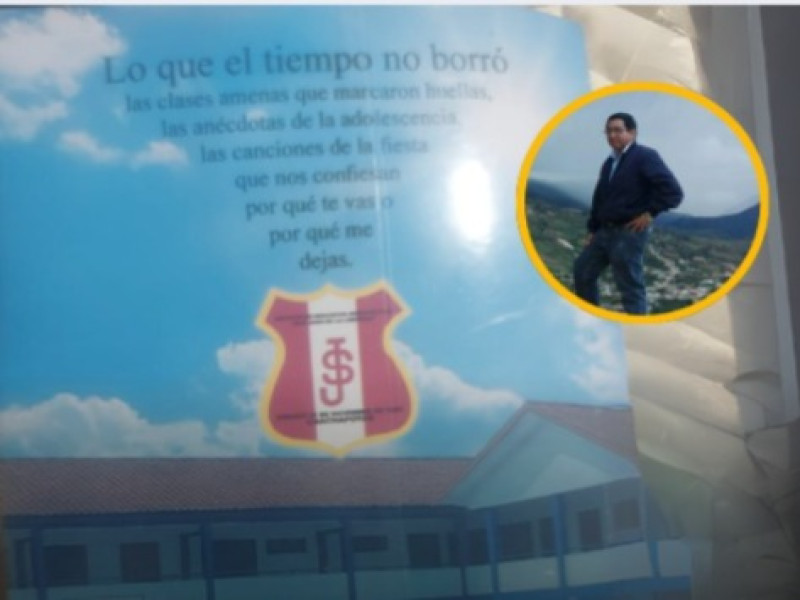 Lo que el tiempo no borró
las clases amenas que marcaron huellas,
las anécdotas de la adolescencia
las canciones de la fiesta
que nos confiesan
por qué te vas o
por qué me
dejas.
JS